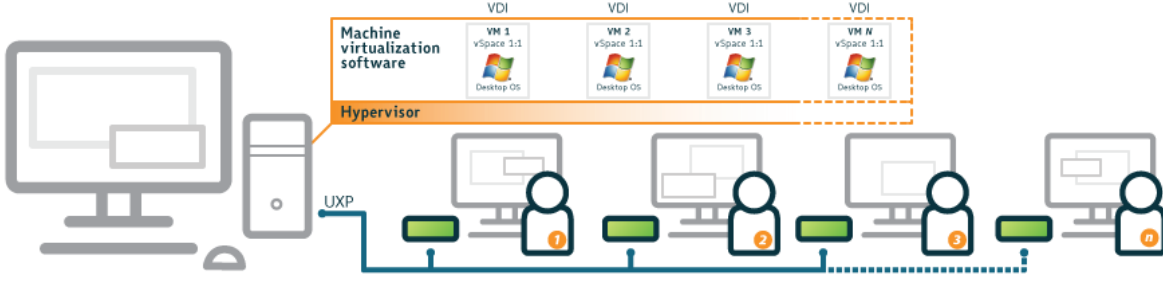 VDI
VDI
VDI
VDI
Machine
virtualization
software
VM 1
vSpace 1:1
Desktop OS
VM 2
vSpace 1:1
Desktop OS
VM 3
vSpace 1:1
Desktop OS
VM N
vSpace 1:1
Desktop OS
Hypervisor
UXP
1
2
3
n